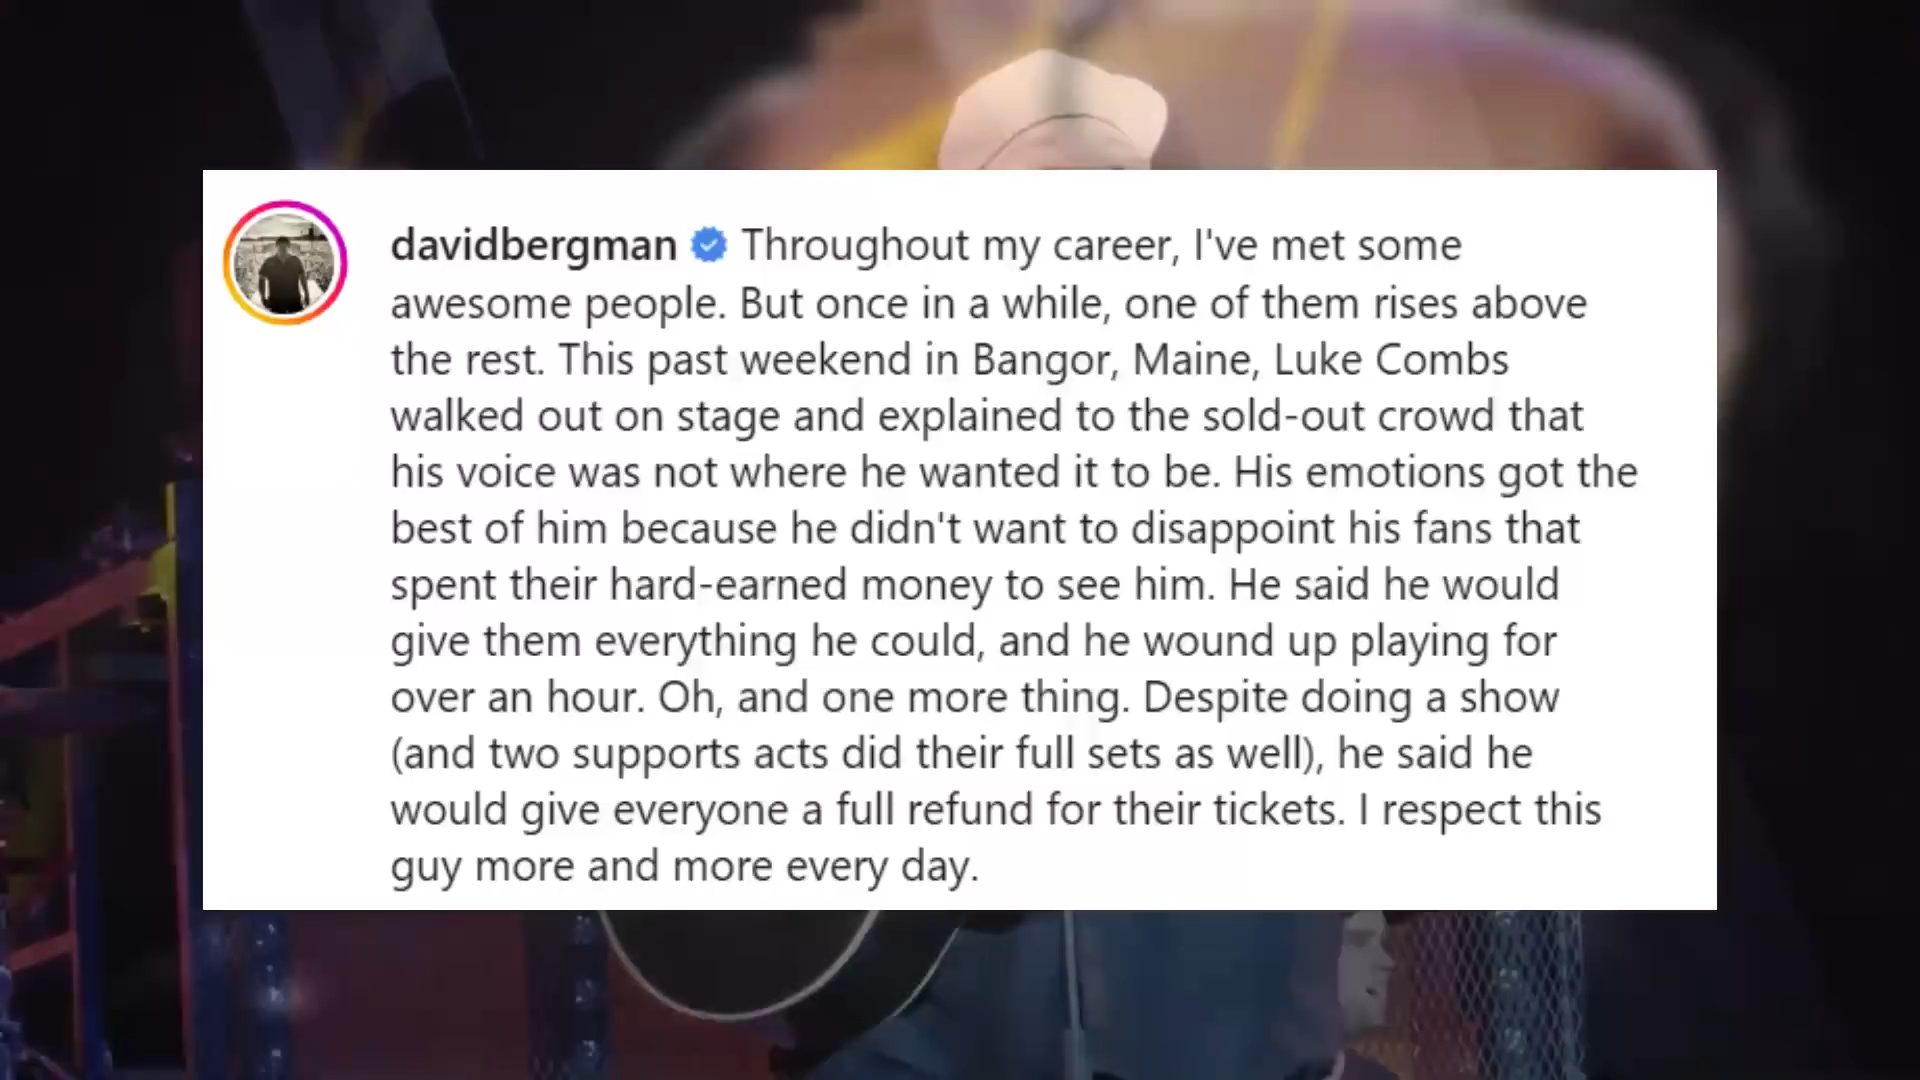 davidbergman Throughout my career, I've met some
awesome people. But once in a while, one of them rises above
the rest. This past weekend in Bangor, Maine, Luke Combs
walked out on stage and explained to the sold-out crowd that
his voice was not where he wanted it to be. His emotions got the
best of him because he didn't want to disappoint his fans that
spent their hard-earned money to see him. He said he would
give them everything he could, and he wound up playing for
over an hour. Oh, and one more thing. Despite doing a show
(and two supports acts did their full sets as well), he said he
would give everyone a full refund for their tickets. I respect this
guy more and more every day.